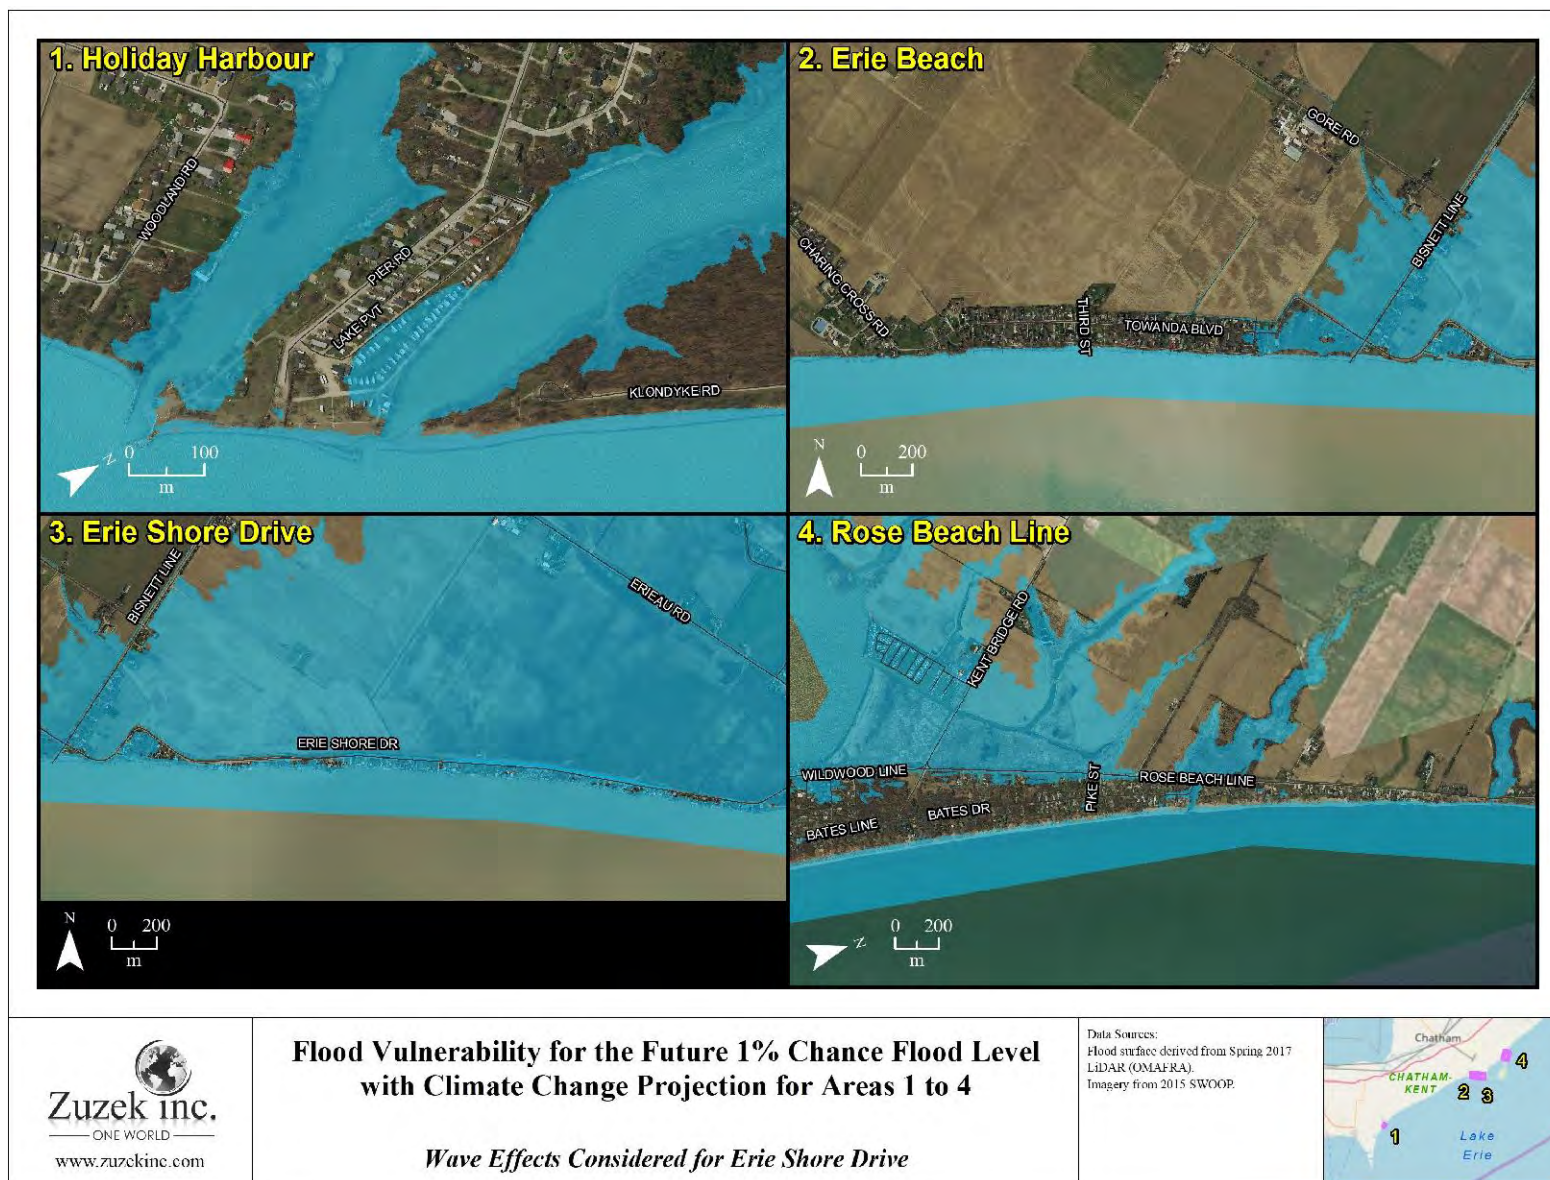 1. Holiday Harbour
WOODLAND RD
PIER RD
LAKE PVT
KLONDYKE RD
Z
0 100
m
2. Erie Beach
GORE RD
BISNETT LINE
CHARING CROSS RD
THIRD ST
TOWANDA BLVD
N
0 200
m
3. Erie Shore Drive
BISNETT LINE
ERIEAU RD
ERIE SHORE DR
N
0 200
m
4. Rose Beach Line
KENT BRIDGE RD
WILDWOOD LINE
PIKE ST
ROSE BEACH LINE
BATES DR
BATES LINE
Z
0 200
m
Zuzek inc.
ONE WORLD
www.zuzekinc.com
Flood Vulnerability for the Future 1% Chance Flood Level
with Climate Change Projection for Areas 1 to 4
Wave Effects Considered for Erie Shore Drive
Data Sources:
Flood surface derived from Spring 2017
LiDAR (OMAFRA).
Imagery from 2015 SWOOP.
Chatham
CHATHAM-
KENT
4
2
3
1
Lake
Erie